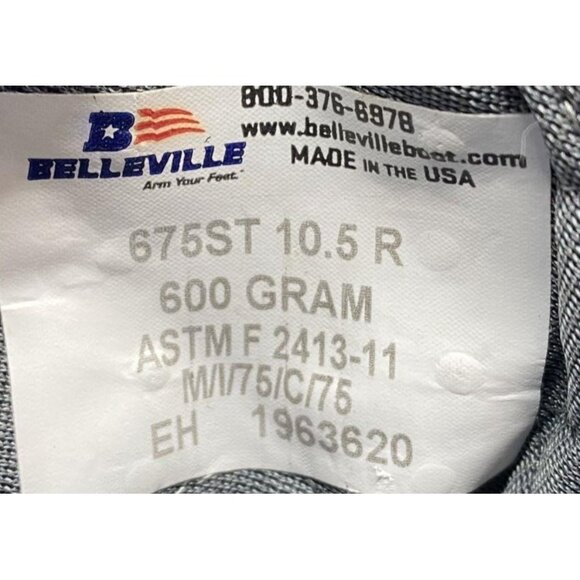 B
BELLEVILLE
Arm Your Feet.
800-376-6978
www.bellevilleboot.com
MADE IN THE USA
675ST 10.5 R
600 GRAM
ASTM F 2413-11
M/I/75/C/75
EH 1963620